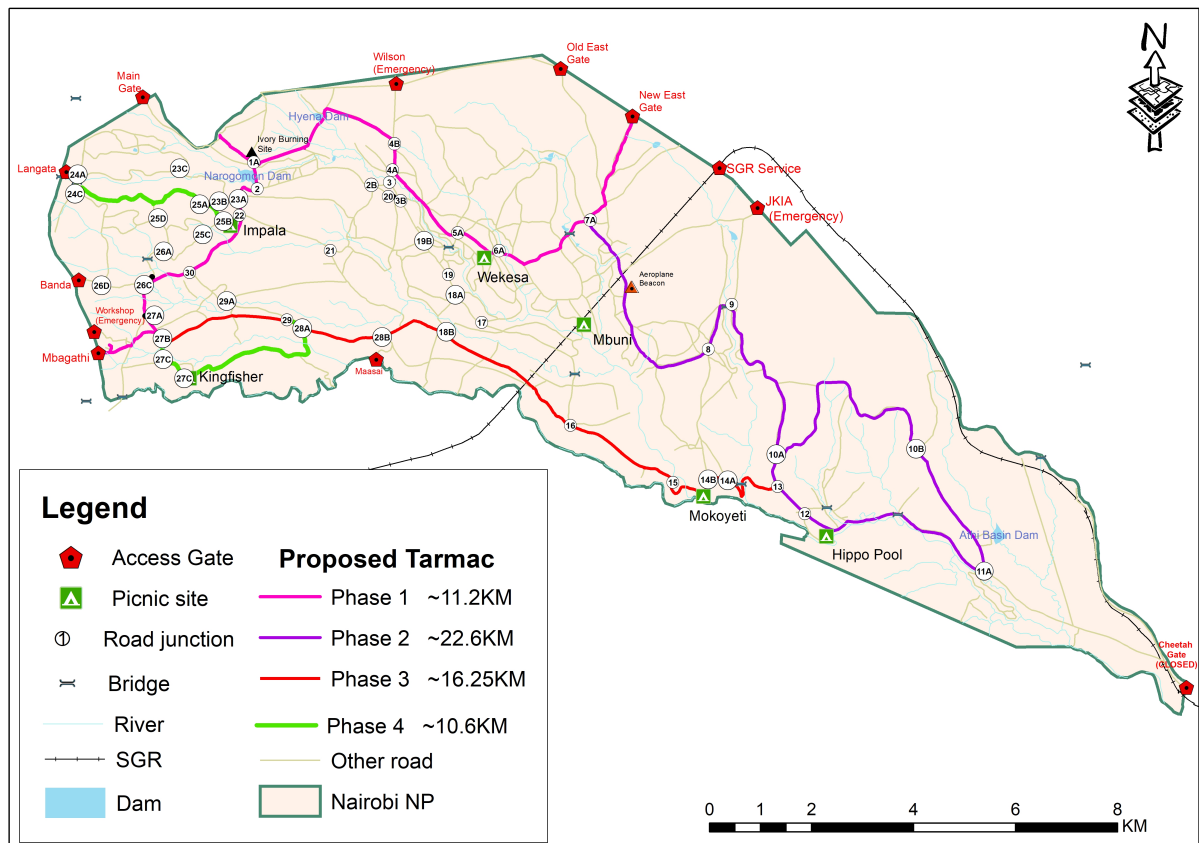 N
Old East
Gate
Wilson
(Emergency)
Main
Gate
New East
Gate
Hyena Dam
Ivory Burning
Site
4B
1A
Langata
24A
23C
4A
SGR Service
Narogomon Dam
3
2B
2
24C
20
3B
23A
23B
25A
JKIA
(Emergency)
25D
22
25B
7A
Impala
25C
5A
19B
6A
26A
21
Wekesa
30
19
Aeroplane
Beacon
Banda
26D
26C
18A
29A
9
Workshop
(Emergency)
27A
29
17
28A
18B
Mbuni
27B
28B
Mbagathi
8
27C
Maasai
27C
Kingfisher
16
10B
10A
15
14B
14A
13
Mokoyeti
12
Athi Basin Dam
Hippo Pool
11A
Cheetah
Gate
(CLOSED)
Legend
Access Gate
Picnic site
1
Road junction
Bridge
River
SGR
Dam
Proposed Tarmac
Phase 1 ~11.2KM
Phase 2 ~22.6KM
Phase 3 ~16.25KM
Phase 4 ~10.6KM
Other road
Nairobi NP
0 1 2 4 6 8
KM